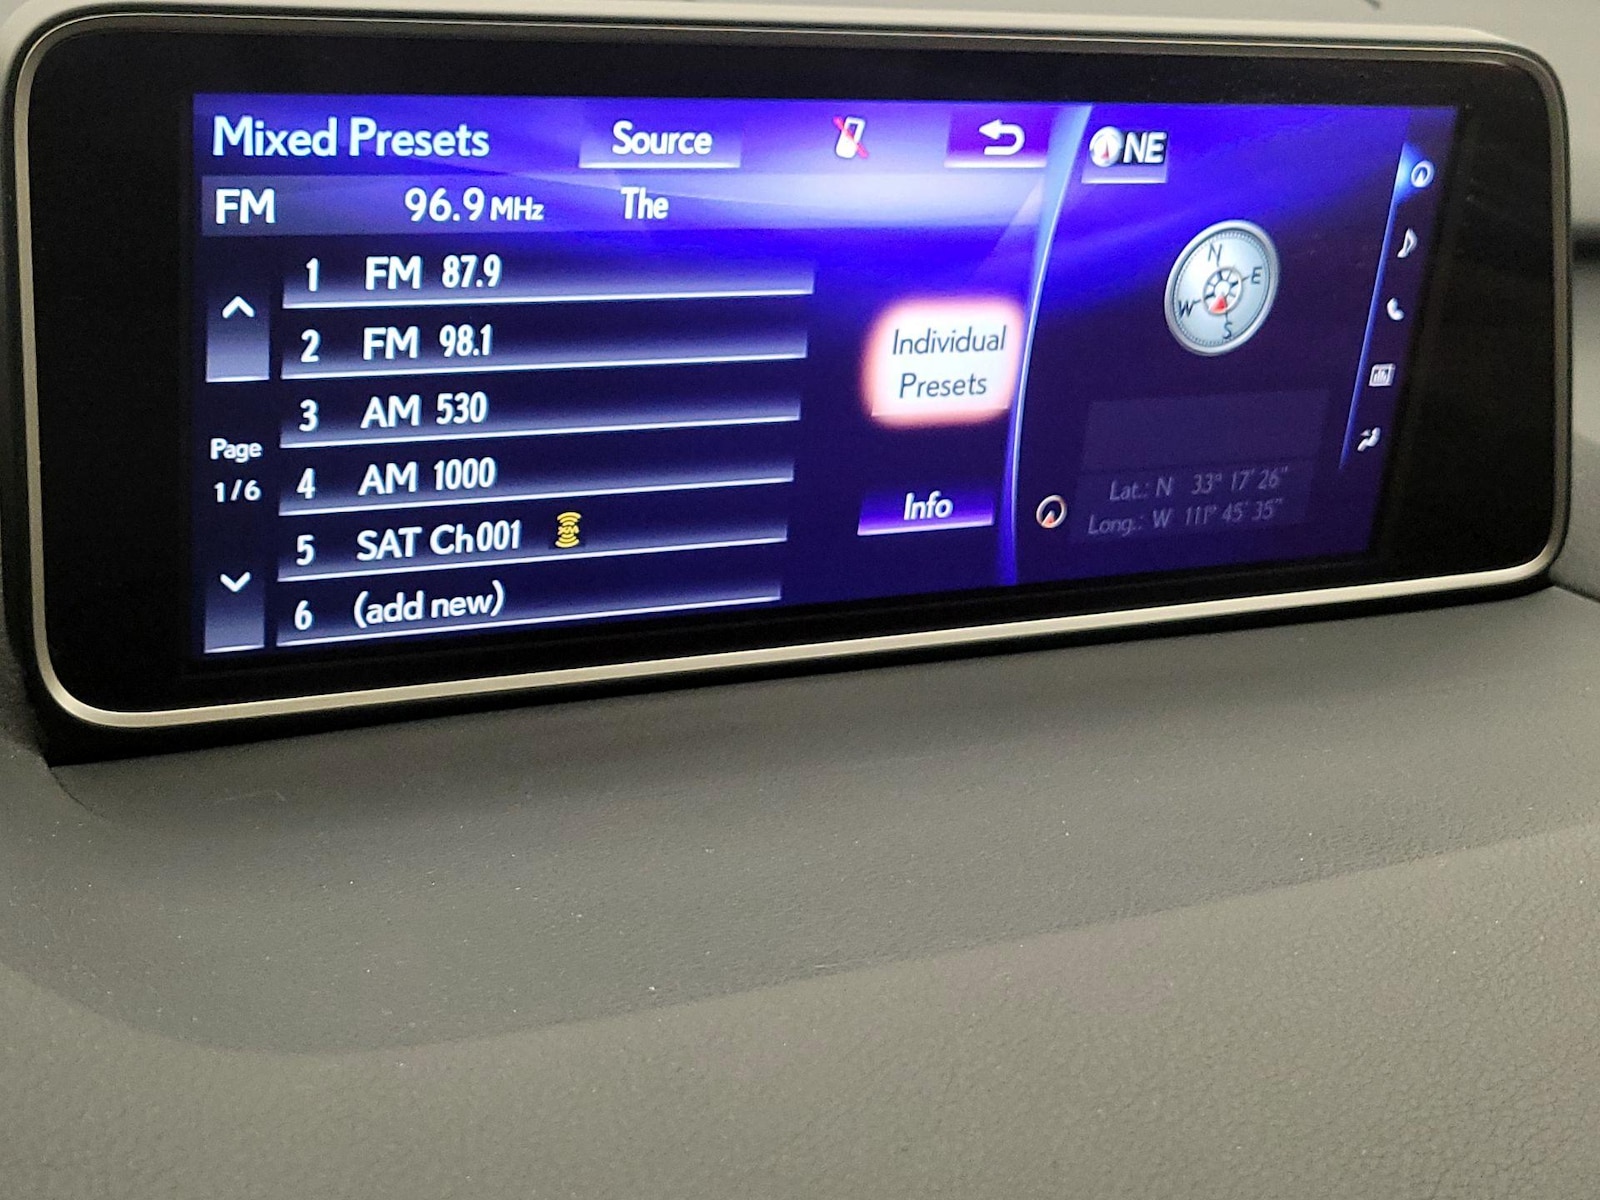 Mixed Presets Source
FM 96.9 MHz The
1 FM 87.9
2 FM 98.1
3 AM 530
4 AM 1000
5 SAT Ch001
6 (add new)
Page
1/6
Individual
Presets
Info
NE
N
E
W
S
Lat.: N 33° 17' 26"
Long.: W 111° 45' 35"